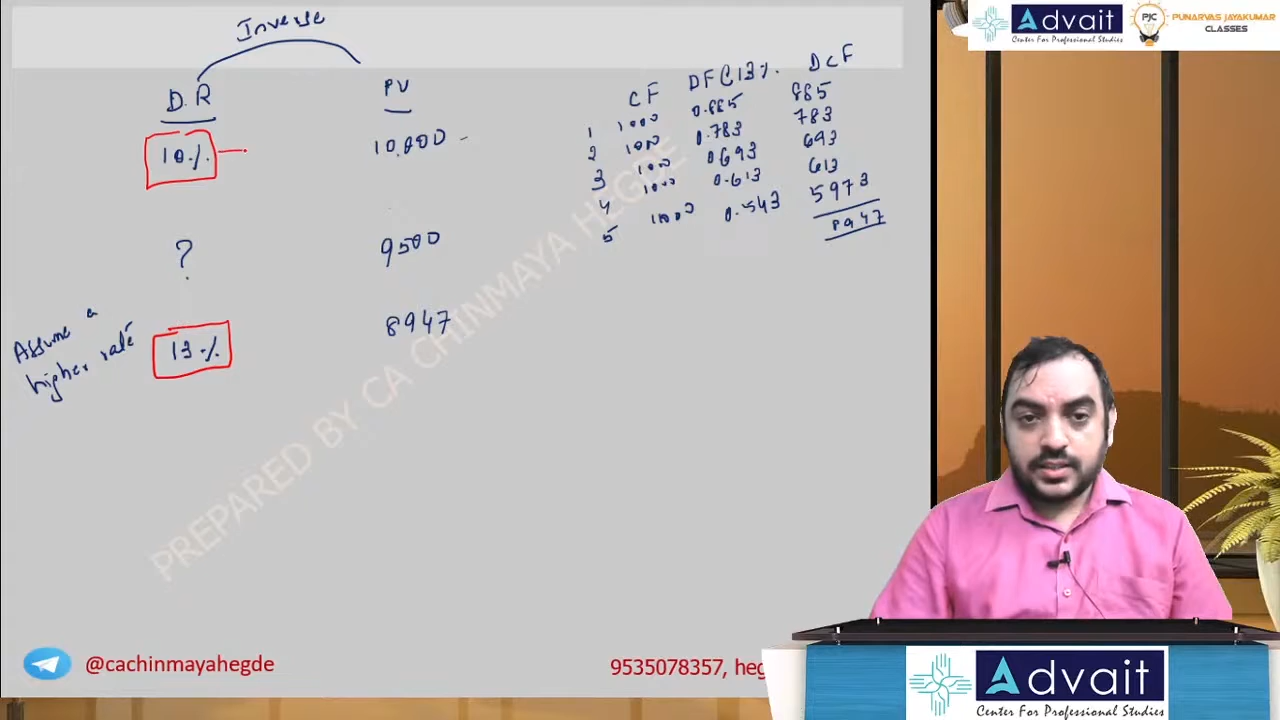 Inverse
D.R
PV
10%
10,000
?
9500
Assume a
higher rate
13%
8947
CF DF@13% DCF
1 1000 0.885 885
2 1000 0.783 783
3 1000 0.693 693
4 1000 0.613 613
5 1000 0.543 5973
8947
PREPARED BY CA CHINMAYA HEGDE
@cachinmayahegde
9535078357, heg
Advait
Center For Professional Studies
PJC
PUNARVAS JAYAKUMAR
CLASSES
Advait
Center For Professional Studies